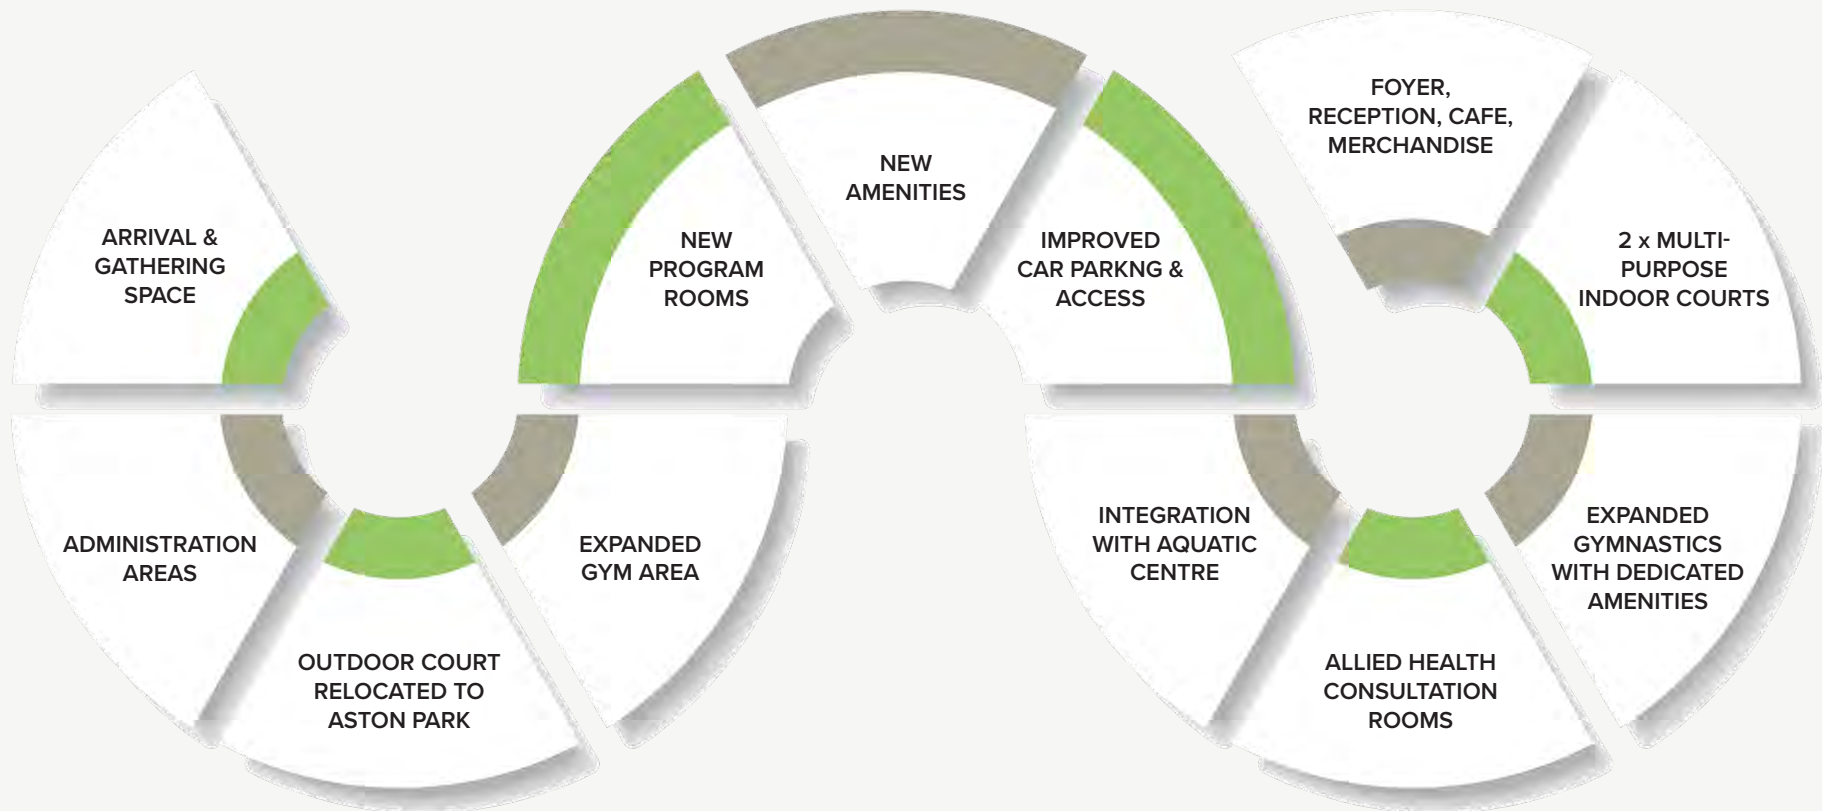 ARRIVAL &
GATHERING
SPACE
ADMINISTRATION
AREAS
OUTDOOR COURT
RELOCATED TO
ASTON PARK
EXPANDED
GYM AREA
NEW
PROGRAM
ROOMS
NEW
AMENITIES
IMPROVED
CAR PARKNG &
ACCESS
INTEGRATION
WITH AQUATIC
CENTRE
ALLIED HEALTH
CONSULTATION
ROOMS
EXPANDED
GYMNASTICS
WITH DEDICATED
AMENITIES
2 x MULTI-
PURPOSE
INDOOR COURTS
FOYER,
RECEPTION, CAFE,
MERCHANDISE